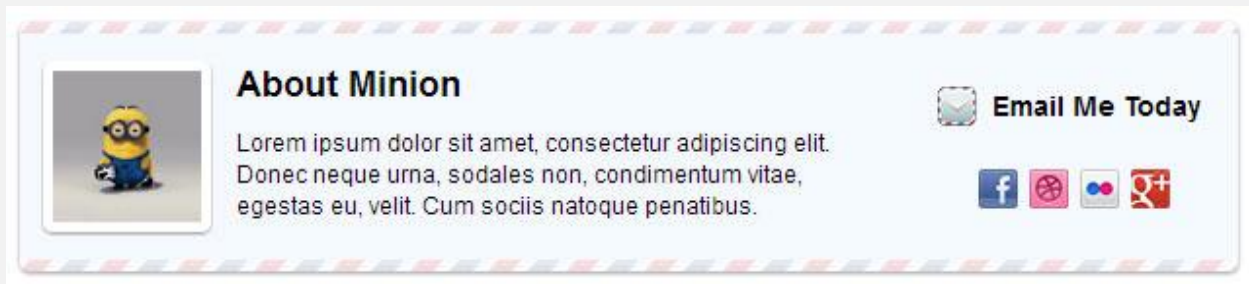 About Minion
Lorem ipsum dolor sit amet, consectetur adipiscing elit.
Donec neque urna, sodales non, condimentum vitae,
egestas eu, velit. Cum sociis natoque penatibus.
Email Me Today
f
g+